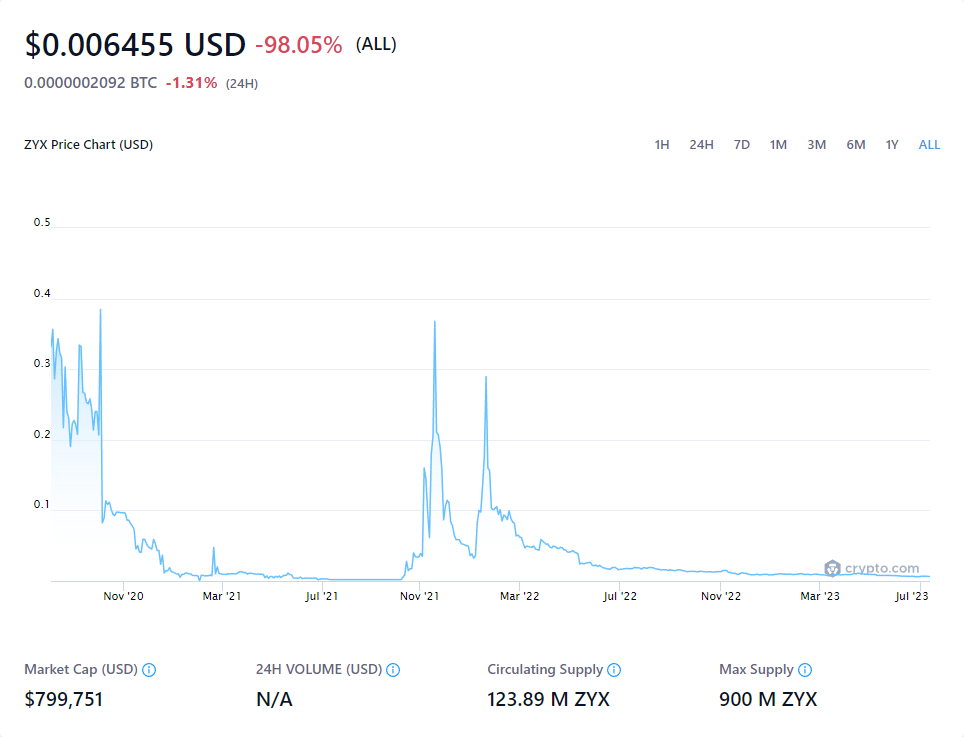 $0.006455 USD -98.05% (ALL)
0.0000002092 BTC -1.31% (24H)
ZYX Price Chart (USD) 1H 24H 7D 1M 3M 6M 1Y ALL
0.5
0.4
0.3
0.2
0.1
crypto.com
Nov '20 Mar '21 Jul '21 Nov '21 Mar '22 Jul '22 Nov '22 Mar '23 Jul '23
Market Cap (USD) 24H VOLUME (USD) Circulating Supply Max Supply
$799,751 N/A 123.89 M ZYX 900 M ZYX